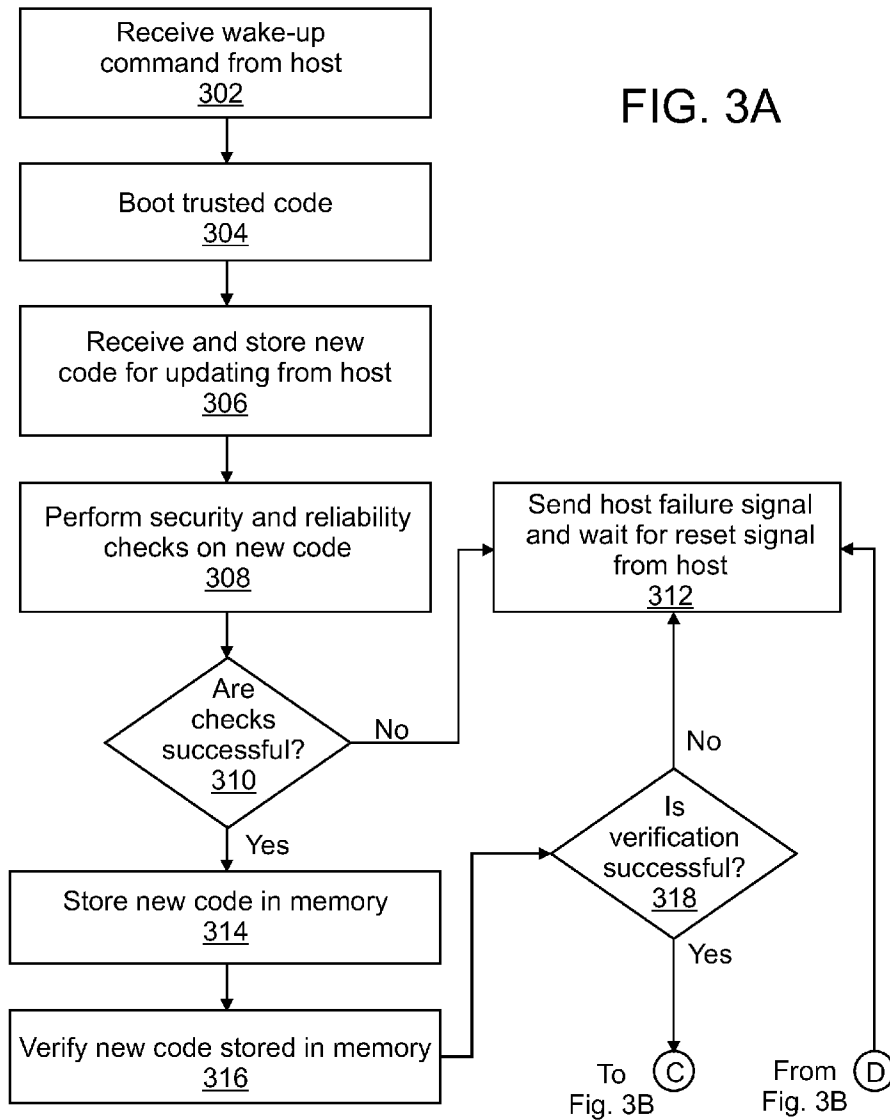 Receive wake-up
command from host
302
FIG. 3A
Boot trusted code
304
Receive and store new
code for updating from host
306
Perform security and reliability
checks on new code
308
Send host failure signal
and wait for reset signal
from host
312
Are
checks
successful?
310
No
Yes
No
Is
verification
successful?
318
Yes
Store new code in memory
314
Verify new code stored in memory
316
To
Fig. 3B
C
From
Fig. 3B
D